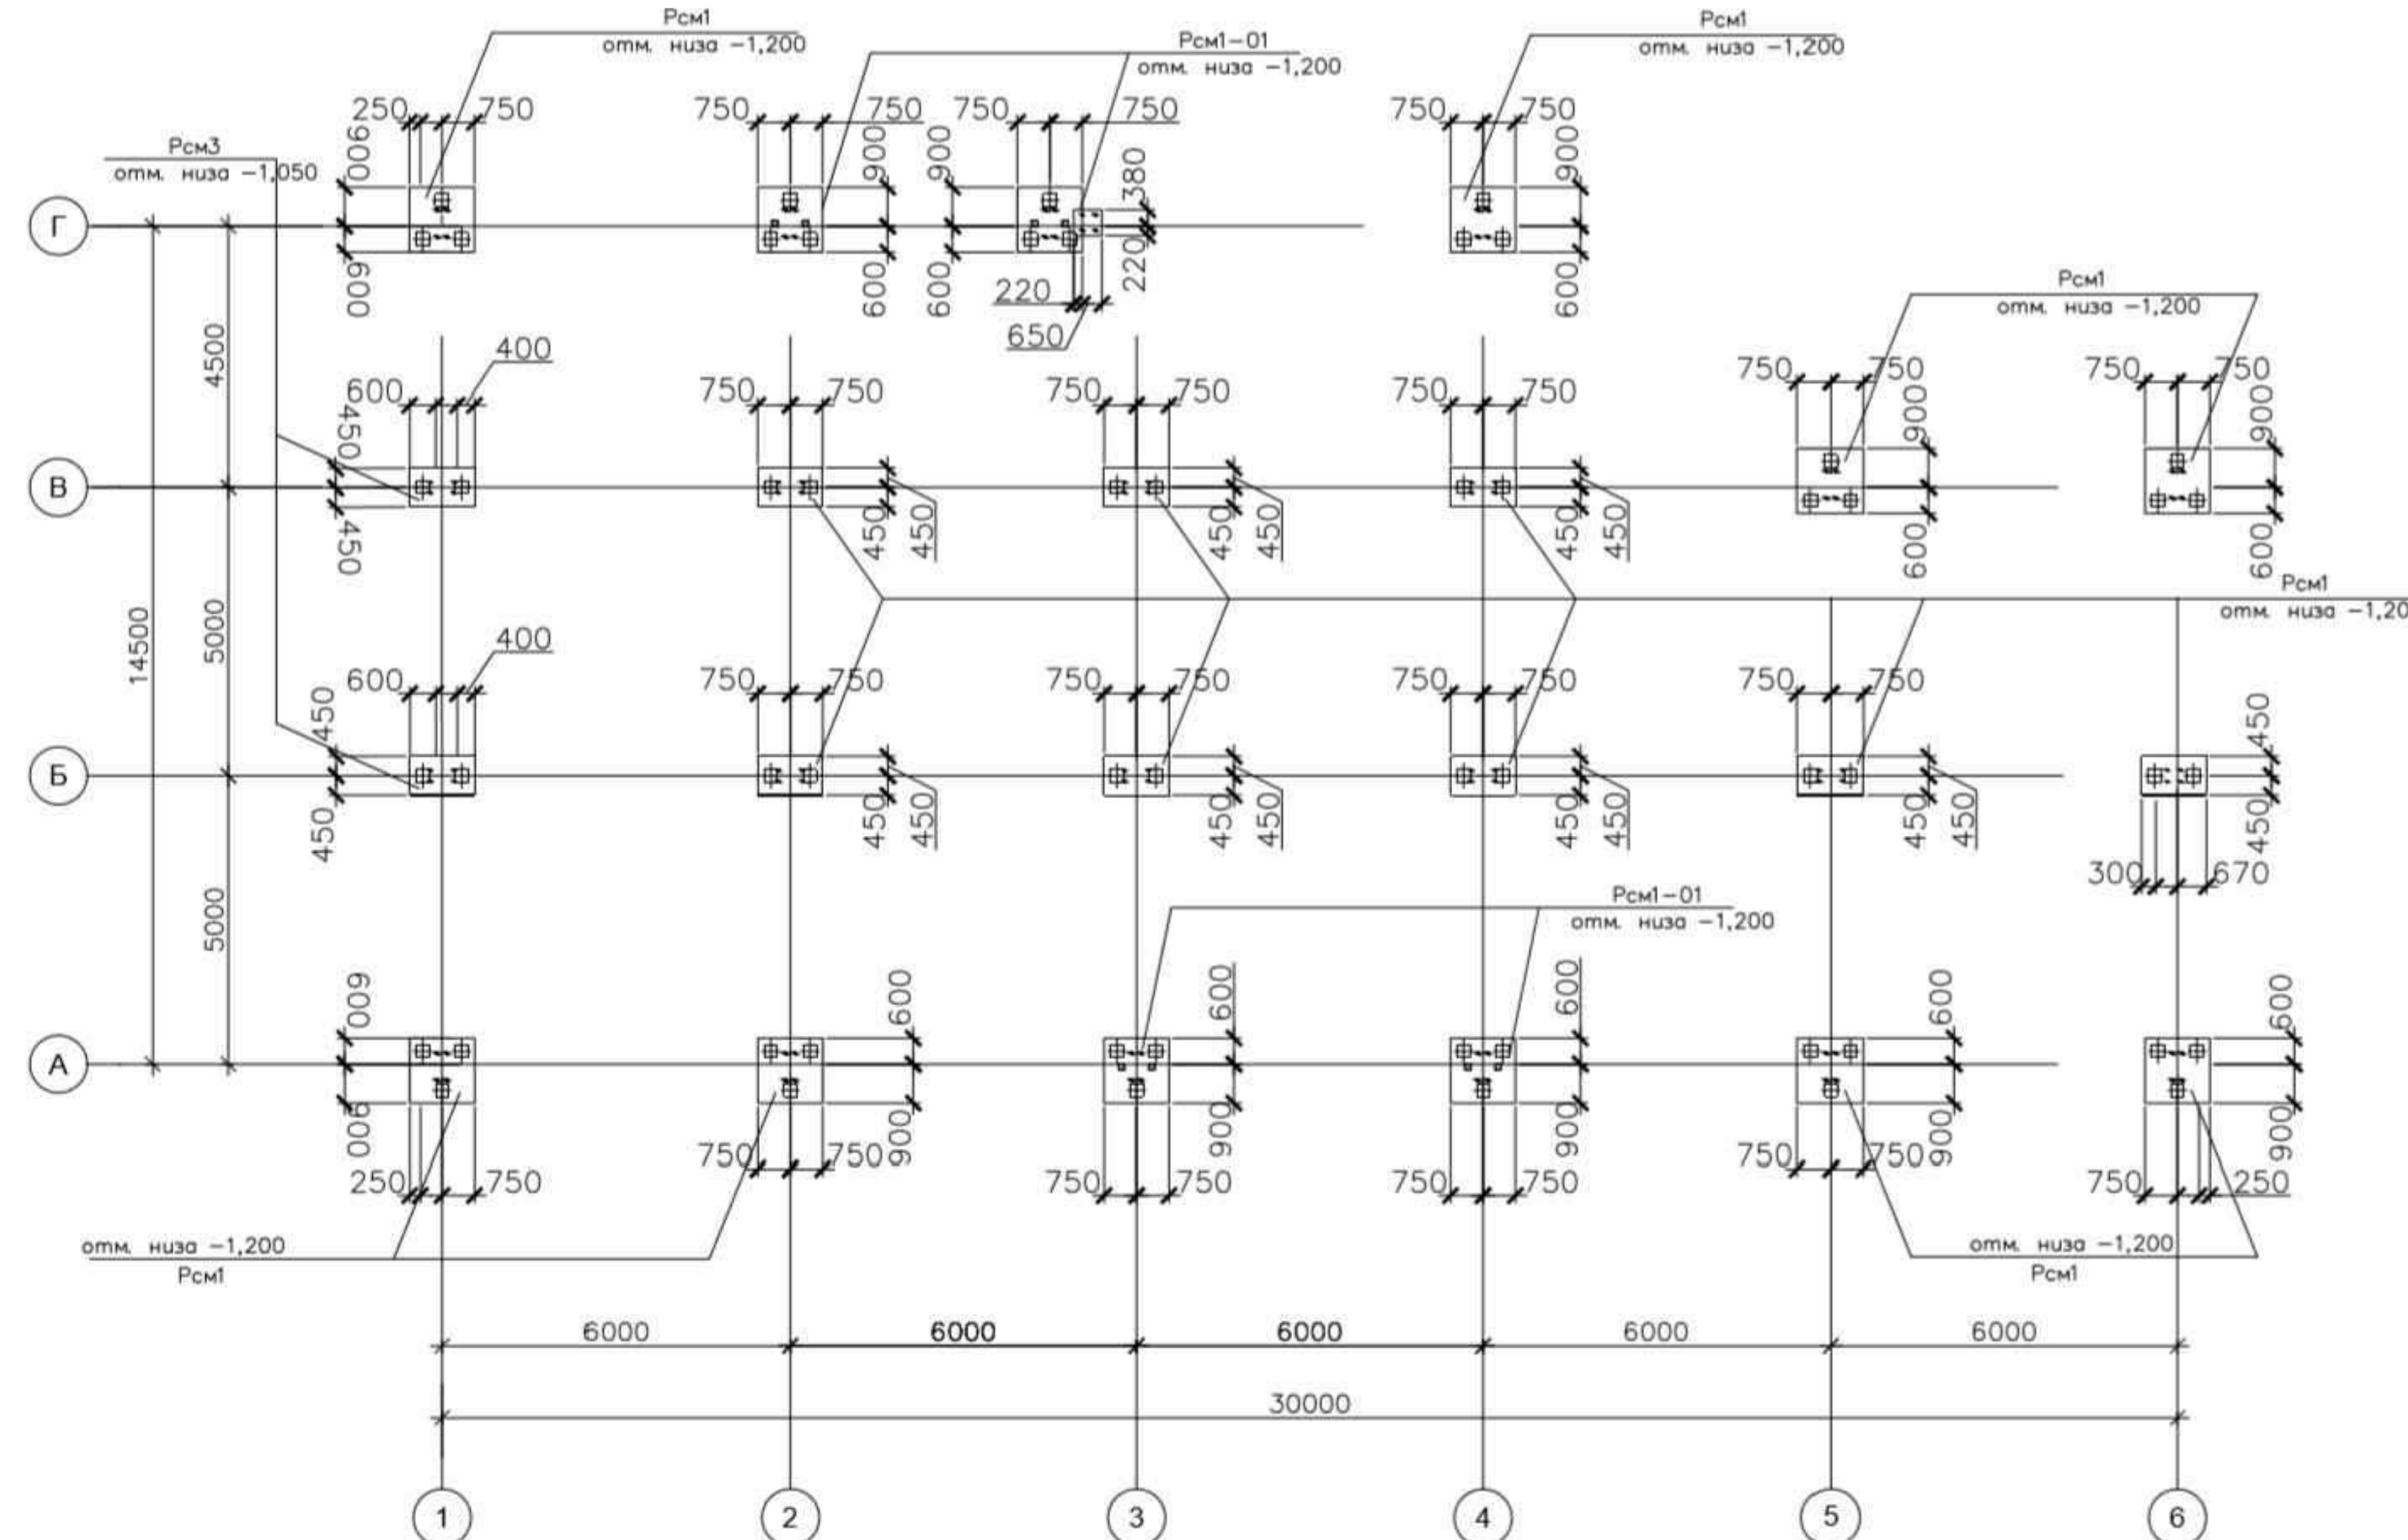 Рсм1
отм. низа -1,200
Рсм1-01
отм. низа -1,200
Рсм1
отм. низа -1,200
250 750 750 750 750 750 750 750
Рсм3
отм. низа -1,050
900 900 900 380 900
Г
600 600 600 220 600
220
650
Рсм1
отм. низа -1,200
4500
400
600 750 750 750 750 750 750 750 750 750 750
450 900 900
В
450 450 450 450 450 450 450 600 600
Рсм1
отм. низа -1,20
14500
5000
400
600 750 750 750 750 750 750 750 750
450 450
Б
450 450 450 450 450 450 450 450 450 450
300 670
Рсм1-01
отм. низа -1,200
5000
600 600 600 600 600 600
А
900 900 900 900 900 900
750 750 750 750
250 750 750 750 750 750 750 250
отм. низа -1,200
Рсм1
отм. низа -1,200
Рсм1
6000 6000 6000 6000 6000
30000
1 2 3 4 5 6